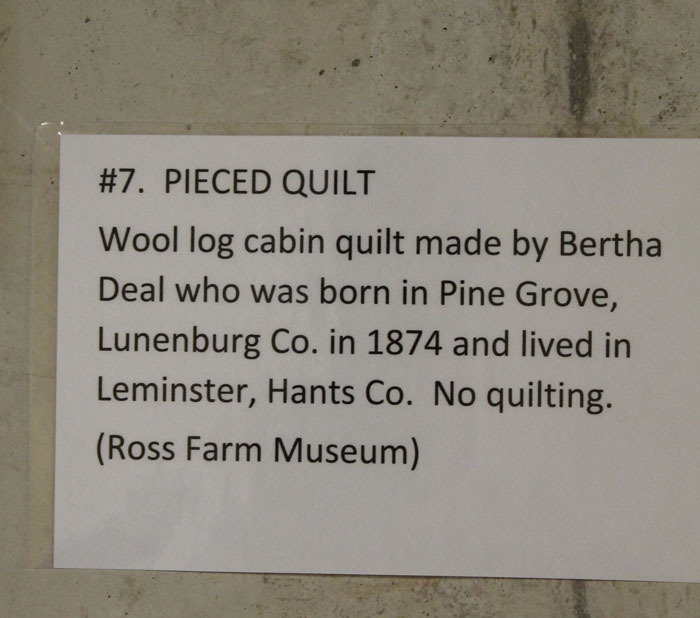 #7.  PIECED QUILT
Wool log cabin quilt made by Bertha
Deal who was born in Pine Grove,
Lunenburg Co. in 1874 and lived in
Leminster, Hants Co.  No quilting.
(Ross Farm Museum)